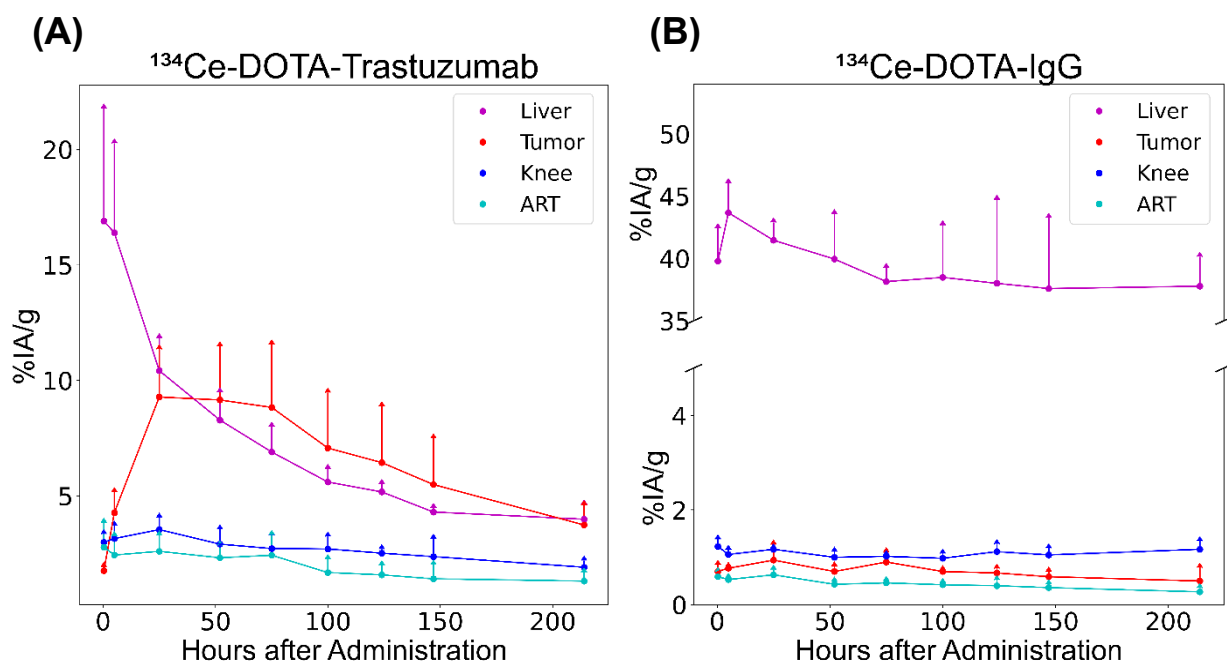 (A)
¹³⁴Ce-DOTA-Trastuzumab
Liver
Tumor
Knee
ART
20
15
10
5
%IA/g
0
50
100
150
200
Hours after Administration
(B)
¹³⁴Ce-DOTA-IgG
Liver
Tumor
Knee
ART
50
45
40
35
%IA/g
4
2
0
%IA/g
0
50
100
150
200
Hours after Administration